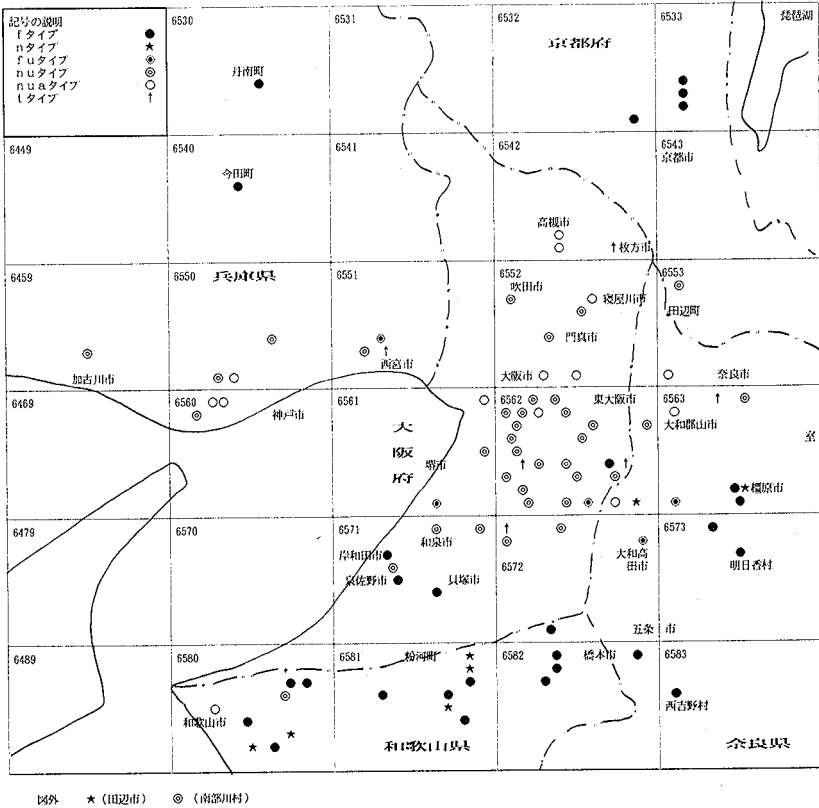 記号の説明
fタイプ ●
nタイプ ★
fuタイプ ◉
nuタイプ ◎
nuaタイプ ○
tタイプ ↑
6530
6531
6532
6533
琵琶湖
京都府
丹南町
6449
6540
6541
6542
6543
京都市
今田町
高槻市
↑枚方市
6459
6550
兵庫県
6551
6552
6553
吹田市
寝屋川市
田辺町
門真市
加古川市
西宮市
大阪市
奈良市
6469
6560
神戸市
6561
6562
東大阪市
6563
大和郡山市
大阪府
室
堺市
橿原市
6479
6570
6571
和泉市
6572
大和高田市
6573
岸和田市
明日香村
泉佐野市
貝塚市
五条市
6489
6580
6581
粉河町
6582
橋本市
6583
和歌山市
西吉野村
和歌山県
奈良県
図外 ★(田辺市) ◎(南部川村)